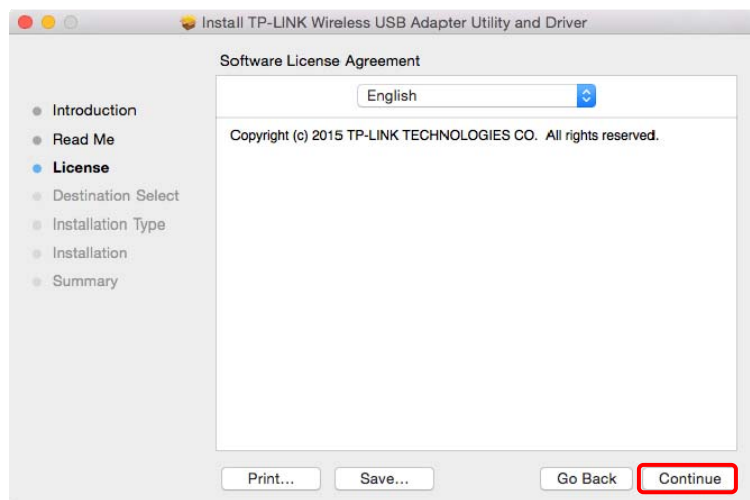 Install TP-LINK Wireless USB Adapter Utility and Driver
Software License Agreement
Introduction
Read Me
License
Destination Select
Installation Type
Installation
Summary
English
Copyright (c) 2015 TP-LINK TECHNOLOGIES CO. All rights reserved.
Print... Save... Go Back Continue